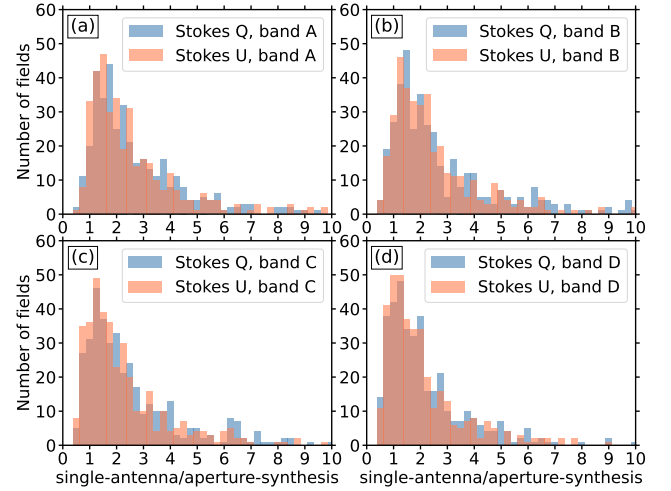 (a)
Stokes Q, band A
Stokes U, band A
Number of fields
0 10 20 30 40 50 60
0 1 2 3 4 5 6 7 8 9 10
(b)
Stokes Q, band B
Stokes U, band B
0 10 20 30 40 50 60
0 1 2 3 4 5 6 7 8 9 10
(c)
Stokes Q, band C
Stokes U, band C
Number of fields
0 10 20 30 40 50 60
0 1 2 3 4 5 6 7 8 9 10
single-antenna/aperture-synthesis
(d)
Stokes Q, band D
Stokes U, band D
0 10 20 30 40 50 60
0 1 2 3 4 5 6 7 8 9 10
single-antenna/aperture-synthesis